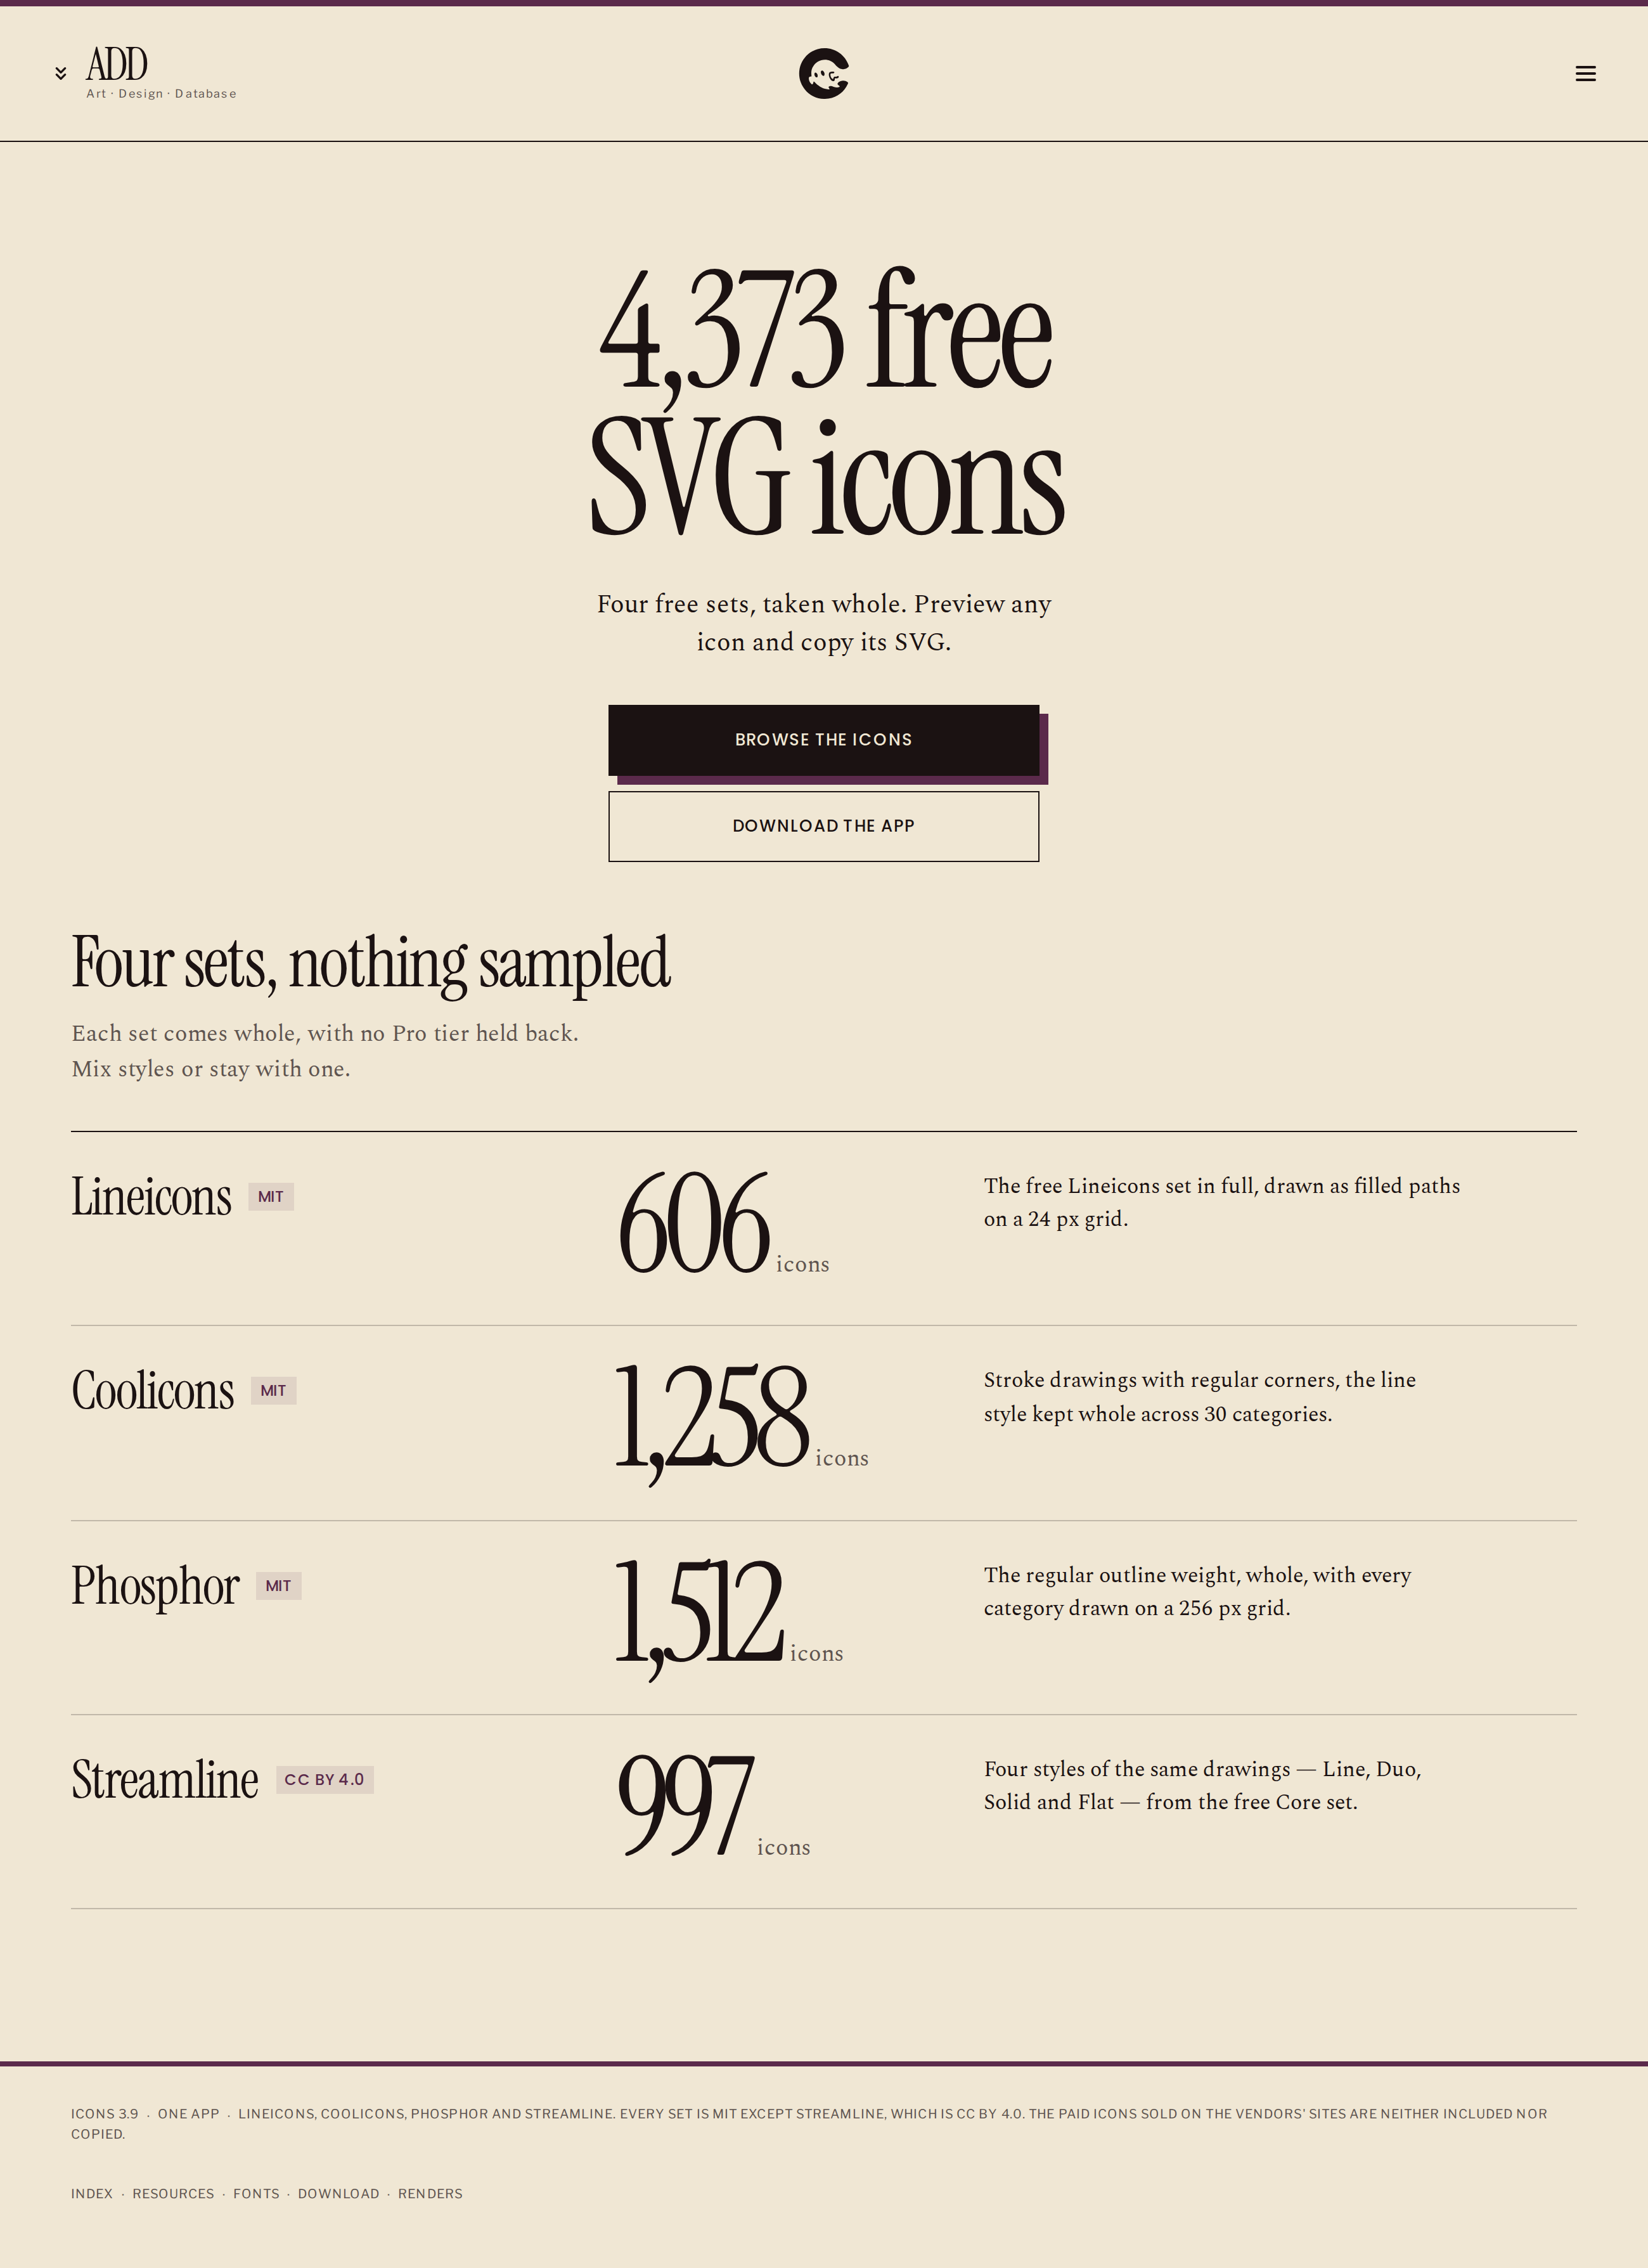 ADD
Art · Design · Database
4,373 free
SVG icons
Four free sets, taken whole. Preview any
icon and copy its SVG.
BROWSE THE ICONS
DOWNLOAD THE APP
Four sets, nothing sampled
Each set comes whole, with no Pro tier held back.
Mix styles or stay with one.
Lineicons MIT
606 icons
The free Lineicons set in full, drawn as filled paths
on a 24 px grid.
Coolicons MIT
1,258 icons
Stroke drawings with regular corners, the line
style kept whole across 30 categories.
Phosphor MIT
1,512 icons
The regular outline weight, whole, with every
category drawn on a 256 px grid.
Streamline CC BY 4.0
997 icons
Four styles of the same drawings — Line, Duo,
Solid and Flat — from the free Core set.
ICONS 3.9 · ONE APP · LINEICONS, COOLICONS, PHOSPHOR AND STREAMLINE. EVERY SET IS MIT EXCEPT STREAMLINE, WHICH IS CC BY 4.0. THE PAID ICONS SOLD ON THE VENDORS' SITES ARE NEITHER INCLUDED NOR
COPIED.
INDEX · RESOURCES · FONTS · DOWNLOAD · RENDERS